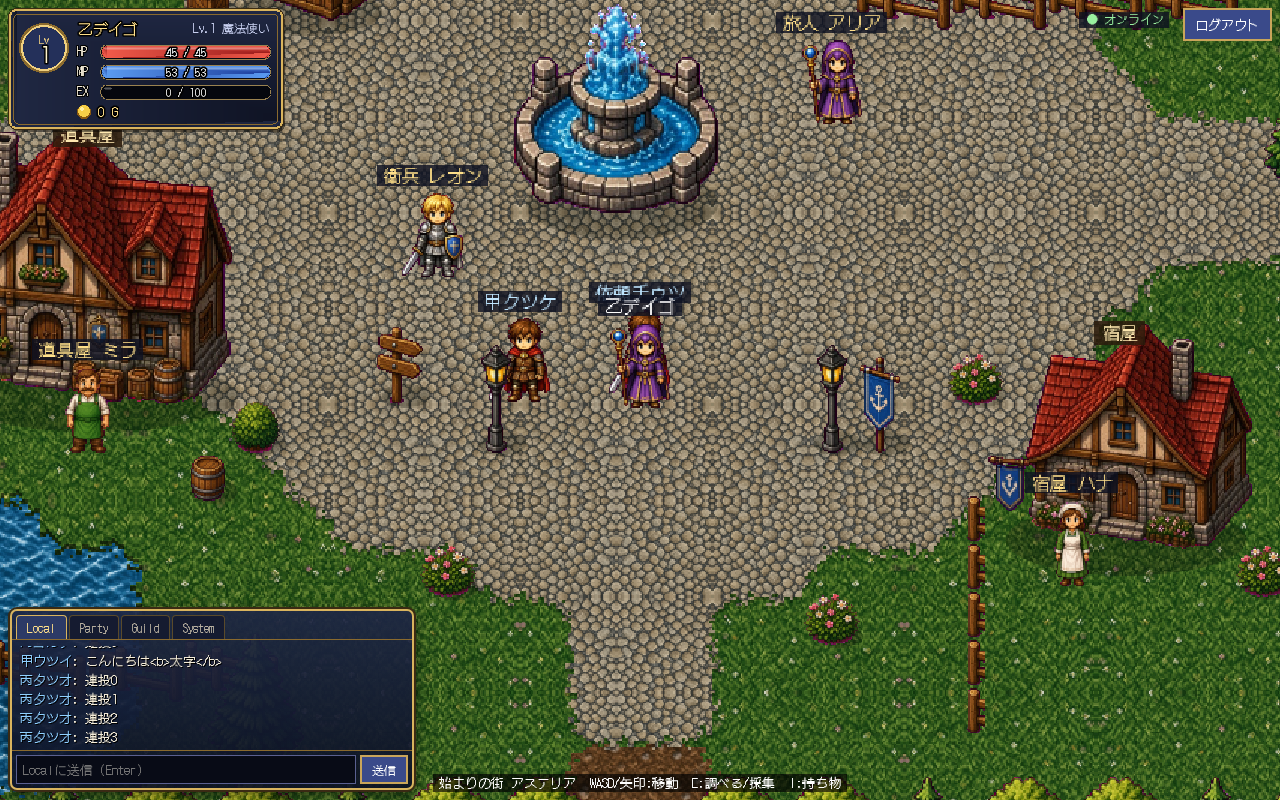 乙デイゴ
Lv.1 魔法使い
Lv
1
HP 45 / 45
MP 53 / 53
EX 0 / 100
0 G
旅人 アリア
オンライン
ログアウト
道具屋
衛兵 レオン
甲クツケ
乙デイゴ
宿屋
道具屋 ミラ
宿屋 ハナ
Local
Party
Guild
System
甲ウツイ: こんにちは<b>太字</b>
丙タツオ: 連投0
丙タツオ: 連投1
丙タツオ: 連投2
丙タツオ: 連投3
Localに送信 (Enter)
送信
始まりの街 アステリア WASD/矢印:移動 E:調べる/採集 I:持ち物